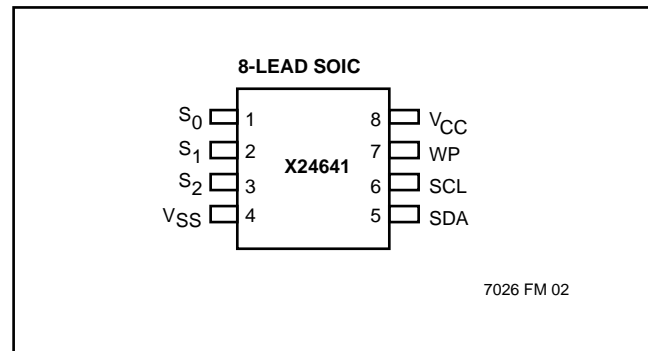 8-LEAD SOIC
S0 1 8 VCC
S1 2 7 WP
X24641
S2 3 6 SCL
VSS 4 5 SDA
7026 FM 02